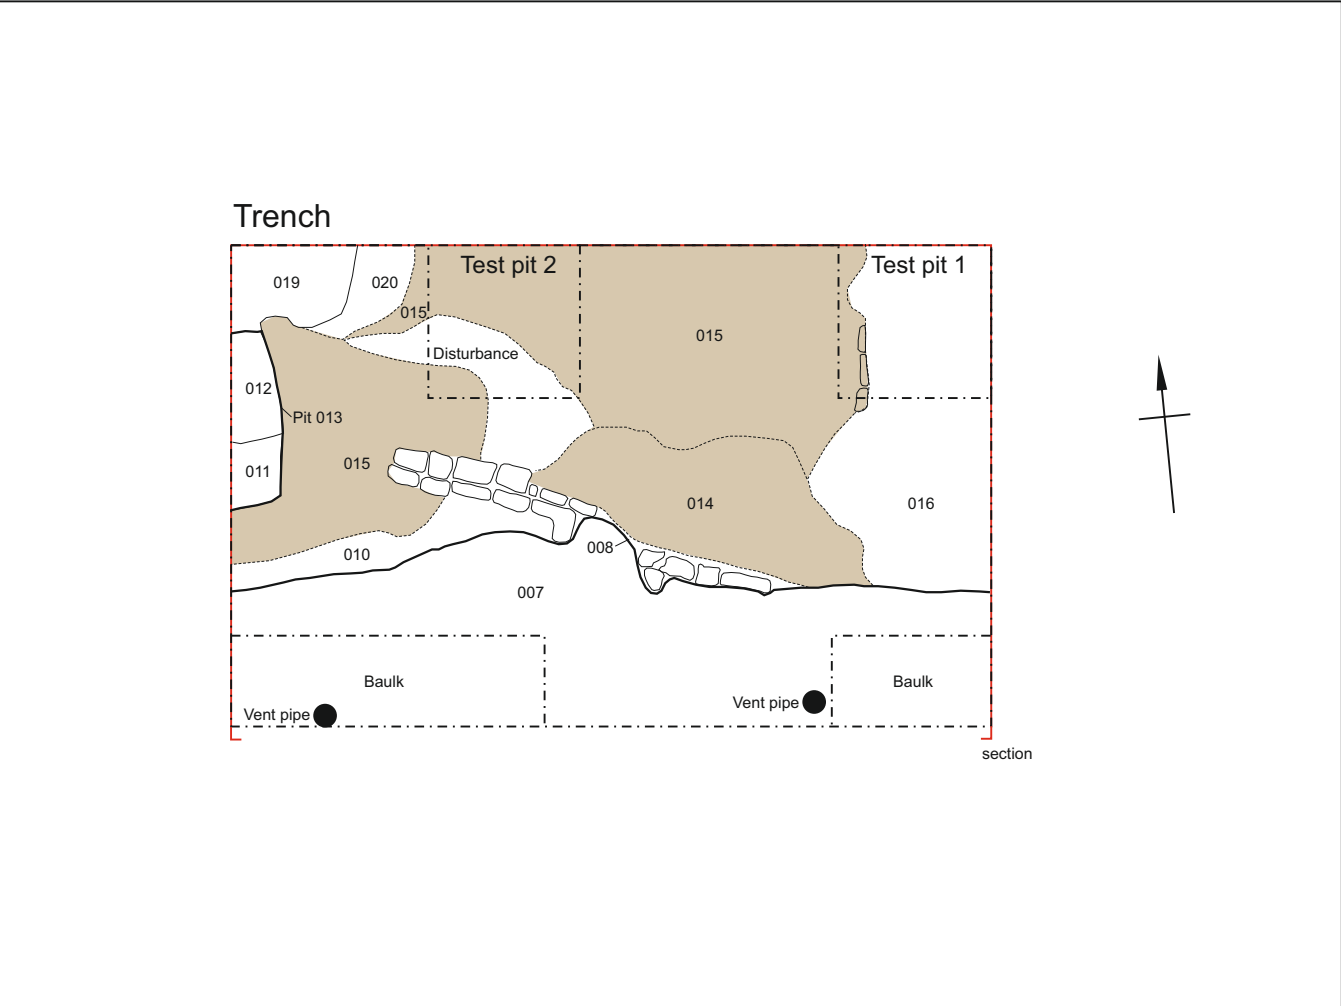 Trench
Test pit 2
Test pit 1
019
020
015
015
Disturbance
012
Pit 013
015
011
014
016
008
010
007
Baulk
Baulk
Vent pipe
Vent pipe
section